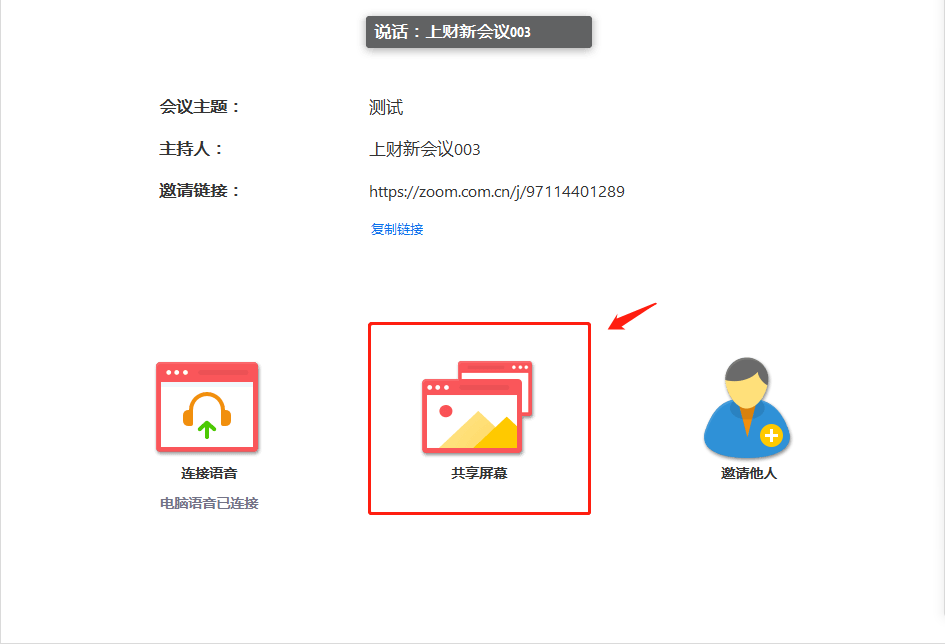 说话：上财新会议003
会议主题： 测试
主持人： 上财新会议003
邀请链接： https://zoom.com.cn/j/97114401289
复制链接
连接语音 共享屏幕 邀请他人
电脑语音已连接